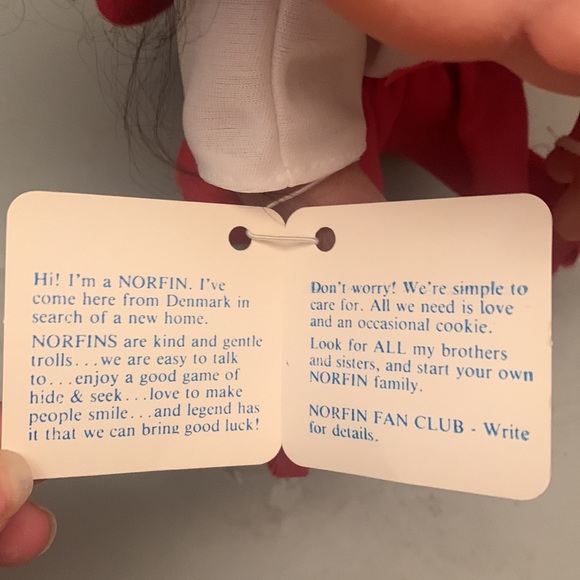 Hi! I'm a NORFIN. I've
come here from Denmark in
search of a new home.
NORFINS are kind and gentle
trolls...we are easy to talk
to...enjoy a good game of
hide & seek...love to make
people smile...and legend has
it that we can bring good luck!
Don't worry! We're simple to
care for. All we need is love
and an occasional cookie.
Look for ALL my brothers
and sisters, and start your own
NORFIN family.
NORFIN FAN CLUB - Write
for details.